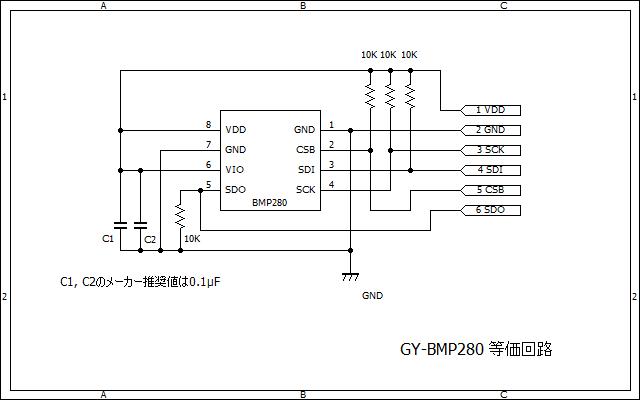 A B C
10K 10K 10K
1 1
1 VDD
8 VDD GND 1
2 GND
7 GND CSB 2
3 SCK
6 VIO SDI 3
4 SDI
5 SDO SCK 4
5 CSB
BMP280
6 SDO
C1 C2 10K
C1, C2のメーカー推奨値は0.1μF
GND
2 2
GY-BMP280 等価回路
A B C